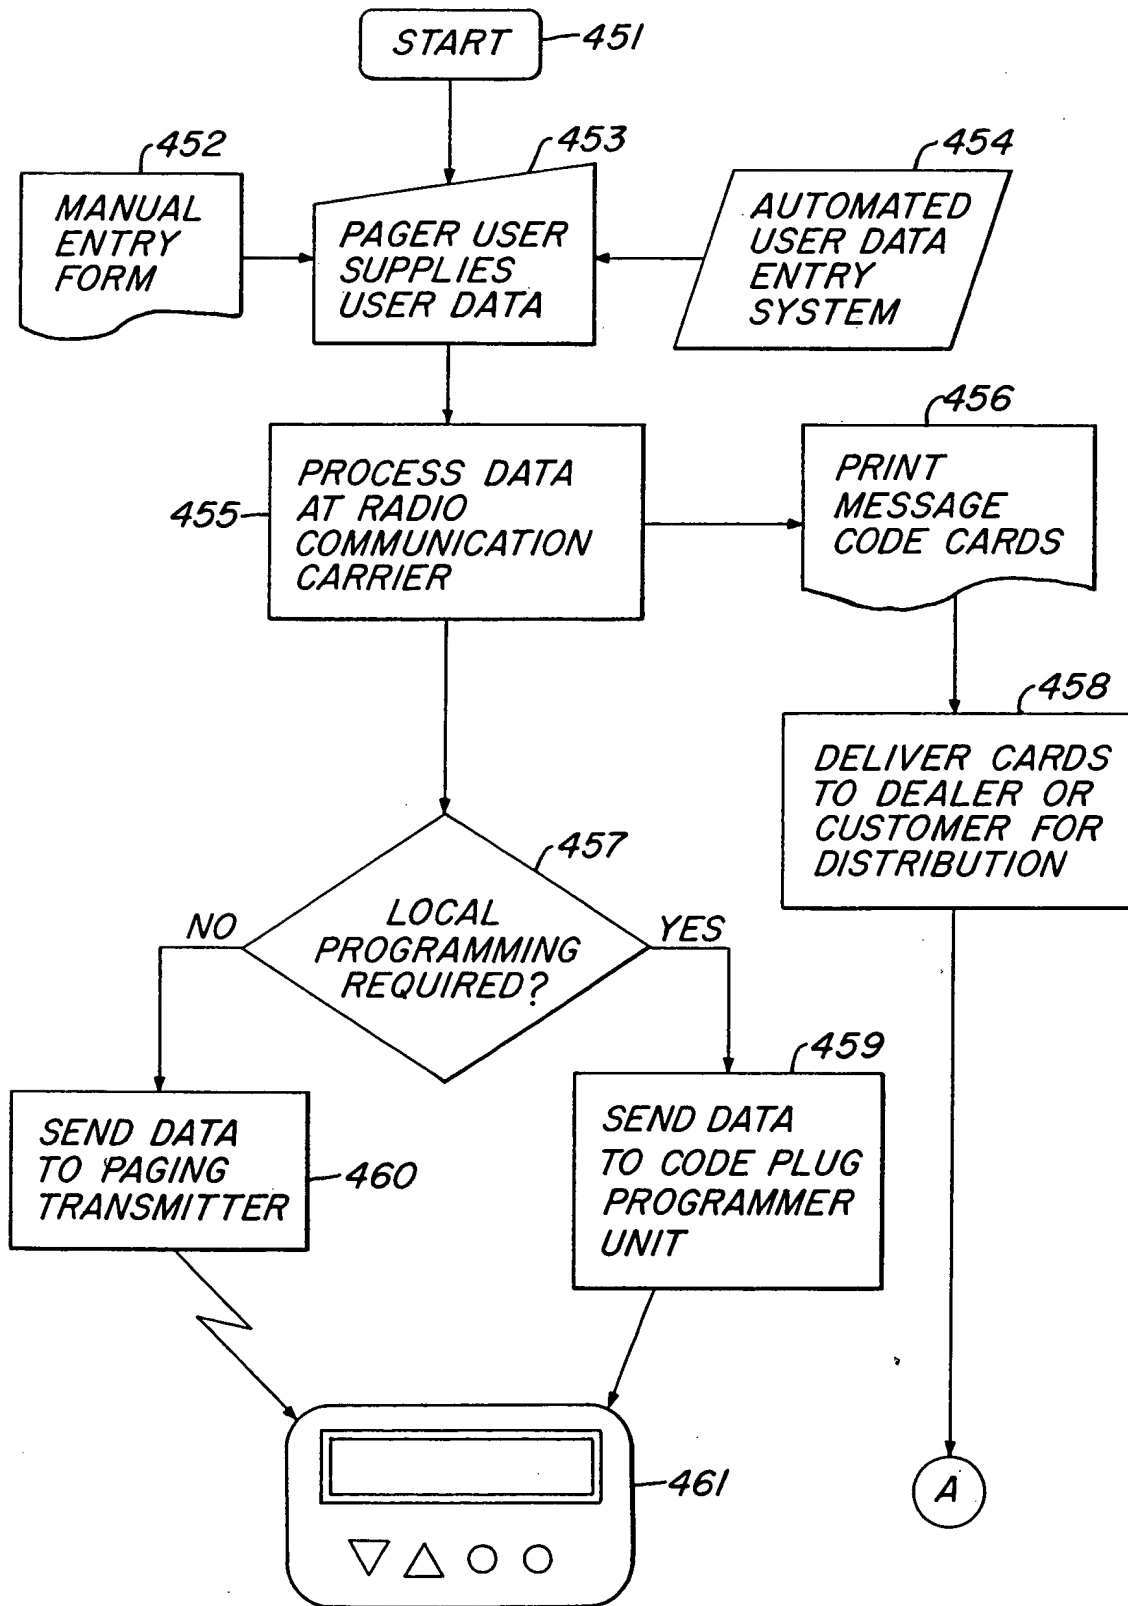 START
451
452
453
454
MANUAL
ENTRY
FORM
PAGER USER
SUPPLIES
USER DATA
AUTOMATED
USER DATA
ENTRY
SYSTEM
455
PROCESS DATA
AT RADIO
COMMUNICATION
CARRIER
456
PRINT
MESSAGE
CODE CARDS
458
DELIVER CARDS
TO DEALER OR
CUSTOMER FOR
DISTRIBUTION
457
NO
LOCAL
PROGRAMMING
REQUIRED?
YES
459
SEND DATA
TO PAGING
TRANSMITTER
460
SEND DATA
TO CODE PLUG
PROGRAMMER
UNIT
461
A